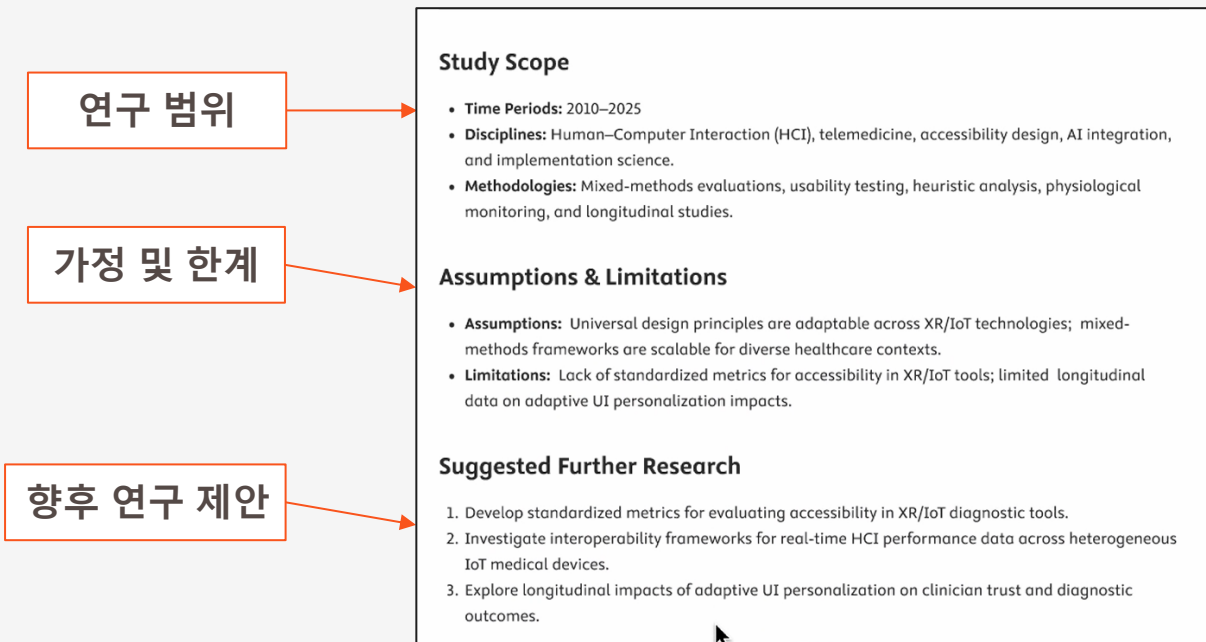 연구 범위
Study Scope
• Time Periods: 2010–2025
• Disciplines: Human–Computer Interaction (HCI), telemedicine, accessibility design, AI integration,
and implementation science.
• Methodologies: Mixed-methods evaluations, usability testing, heuristic analysis, physiological
monitoring, and longitudinal studies.
가정 및 한계
Assumptions & Limitations
• Assumptions: Universal design principles are adaptable across XR/IoT technologies; mixed-
methods frameworks are scalable for diverse healthcare contexts.
• Limitations: Lack of standardized metrics for accessibility in XR/IoT tools; limited longitudinal
data on adaptive UI personalization impacts.
향후 연구 제안
Suggested Further Research
1. Develop standardized metrics for evaluating accessibility in XR/IoT diagnostic tools.
2. Investigate interoperability frameworks for real-time HCI performance data across heterogeneous
IoT medical devices.
3. Explore longitudinal impacts of adaptive UI personalization on clinician trust and diagnostic
outcomes.